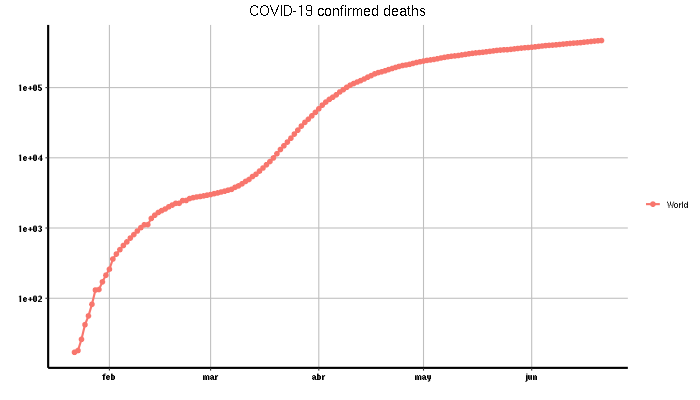 COVID-19 confirmed deaths
1e+05
1e+04
1e+03
1e+02
feb mar abr may jun
World